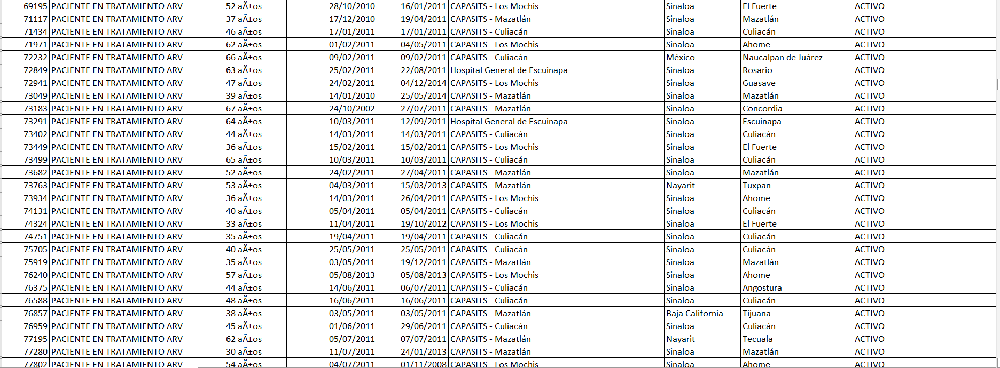 69195 PACIENTE EN TRATAMIENTO ARV 52 aÃ±os 28/10/2010 16/01/2011 CAPASITS - Los Mochis Sinaloa El Fuerte ACTIVO
71117 PACIENTE EN TRATAMIENTO ARV 37 aÃ±os 17/12/2010 19/04/2011 CAPASITS - Mazatlán Sinaloa Mazatlán ACTIVO
71434 PACIENTE EN TRATAMIENTO ARV 46 aÃ±os 17/01/2011 17/01/2011 CAPASITS - Culiacán Sinaloa Culiacán ACTIVO
71971 PACIENTE EN TRATAMIENTO ARV 62 aÃ±os 01/02/2011 04/05/2011 CAPASITS - Los Mochis Sinaloa Ahome ACTIVO
72232 PACIENTE EN TRATAMIENTO ARV 66 aÃ±os 09/02/2011 09/02/2011 CAPASITS - Culiacán México Naucalpan de Juárez ACTIVO
72849 PACIENTE EN TRATAMIENTO ARV 63 aÃ±os 25/02/2011 22/08/2011 Hospital General de Escuinapa Sinaloa Rosario ACTIVO
72941 PACIENTE EN TRATAMIENTO ARV 47 aÃ±os 24/02/2011 04/12/2014 CAPASITS - Los Mochis Sinaloa Guasave ACTIVO
73049 PACIENTE EN TRATAMIENTO ARV 39 aÃ±os 14/01/2010 25/05/2014 CAPASITS - Mazatlán Sinaloa Mazatlán ACTIVO
73183 PACIENTE EN TRATAMIENTO ARV 67 aÃ±os 24/10/2002 27/07/2011 CAPASITS - Mazatlán Sinaloa Concordia ACTIVO
73291 PACIENTE EN TRATAMIENTO ARV 64 aÃ±os 10/03/2011 12/09/2011 Hospital General de Escuinapa Sinaloa Escuinapa ACTIVO
73402 PACIENTE EN TRATAMIENTO ARV 44 aÃ±os 14/03/2011 14/03/2011 CAPASITS - Culiacán Sinaloa Culiacán ACTIVO
73449 PACIENTE EN TRATAMIENTO ARV 36 aÃ±os 15/02/2011 15/02/2011 CAPASITS - Los Mochis Sinaloa El Fuerte ACTIVO
73499 PACIENTE EN TRATAMIENTO ARV 65 aÃ±os 10/03/2011 10/03/2011 CAPASITS - Culiacán Sinaloa Culiacán ACTIVO
73682 PACIENTE EN TRATAMIENTO ARV 52 aÃ±os 24/02/2011 27/04/2011 CAPASITS - Mazatlán Sinaloa Mazatlán ACTIVO
73763 PACIENTE EN TRATAMIENTO ARV 53 aÃ±os 04/03/2011 15/03/2013 CAPASITS - Mazatlán Nayarit Tuxpan ACTIVO
73934 PACIENTE EN TRATAMIENTO ARV 36 aÃ±os 14/03/2011 26/04/2011 CAPASITS - Los Mochis Sinaloa Ahome ACTIVO
74131 PACIENTE EN TRATAMIENTO ARV 40 aÃ±os 05/04/2011 05/04/2011 CAPASITS - Culiacán Sinaloa Culiacán ACTIVO
74324 PACIENTE EN TRATAMIENTO ARV 33 aÃ±os 11/04/2011 19/10/2012 CAPASITS - Los Mochis Sinaloa El Fuerte ACTIVO
74751 PACIENTE EN TRATAMIENTO ARV 35 aÃ±os 19/04/2011 19/04/2011 CAPASITS - Culiacán Sinaloa Culiacán ACTIVO
75705 PACIENTE EN TRATAMIENTO ARV 40 aÃ±os 25/05/2011 25/05/2011 CAPASITS - Culiacán Sinaloa Culiacán ACTIVO
75919 PACIENTE EN TRATAMIENTO ARV 35 aÃ±os 03/05/2011 19/12/2011 CAPASITS - Mazatlán Sinaloa Mazatlán ACTIVO
76240 PACIENTE EN TRATAMIENTO ARV 57 aÃ±os 05/08/2013 05/08/2013 CAPASITS - Los Mochis Sinaloa Ahome ACTIVO
76375 PACIENTE EN TRATAMIENTO ARV 44 aÃ±os 14/06/2011 06/07/2011 CAPASITS - Culiacán Sinaloa Angostura ACTIVO
76588 PACIENTE EN TRATAMIENTO ARV 48 aÃ±os 16/06/2011 16/06/2011 CAPASITS - Culiacán Sinaloa Culiacán ACTIVO
76857 PACIENTE EN TRATAMIENTO ARV 38 aÃ±os 03/05/2011 03/05/2011 CAPASITS - Mazatlán Baja California Tijuana ACTIVO
76959 PACIENTE EN TRATAMIENTO ARV 45 aÃ±os 01/06/2011 29/06/2011 CAPASITS - Culiacán Sinaloa Culiacán ACTIVO
77195 PACIENTE EN TRATAMIENTO ARV 62 aÃ±os 05/07/2011 07/07/2011 CAPASITS - Mazatlán Nayarit Tecuala ACTIVO
77280 PACIENTE EN TRATAMIENTO ARV 30 aÃ±os 11/07/2011 24/01/2013 CAPASITS - Mazatlán Sinaloa Mazatlán ACTIVO
77802 PACIENTE EN TRATAMIENTO ARV 54 aÃ±os 04/07/2011 01/11/2008 CAPASITS - Los Mochis Sinaloa Ahome ACTIVO